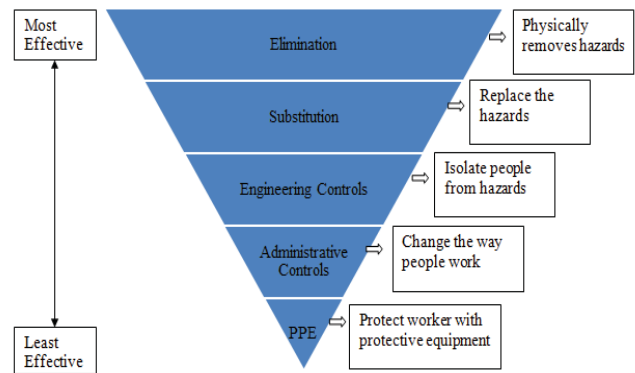 Most
Effective
Elimination
Physically
removes hazards
Substitution
Replace the
hazards
Engineering Controls
Isolate people
from hazards
Administrative
Controls
Change the way
people work
PPE
Protect worker with
protective equipment
Least
Effective